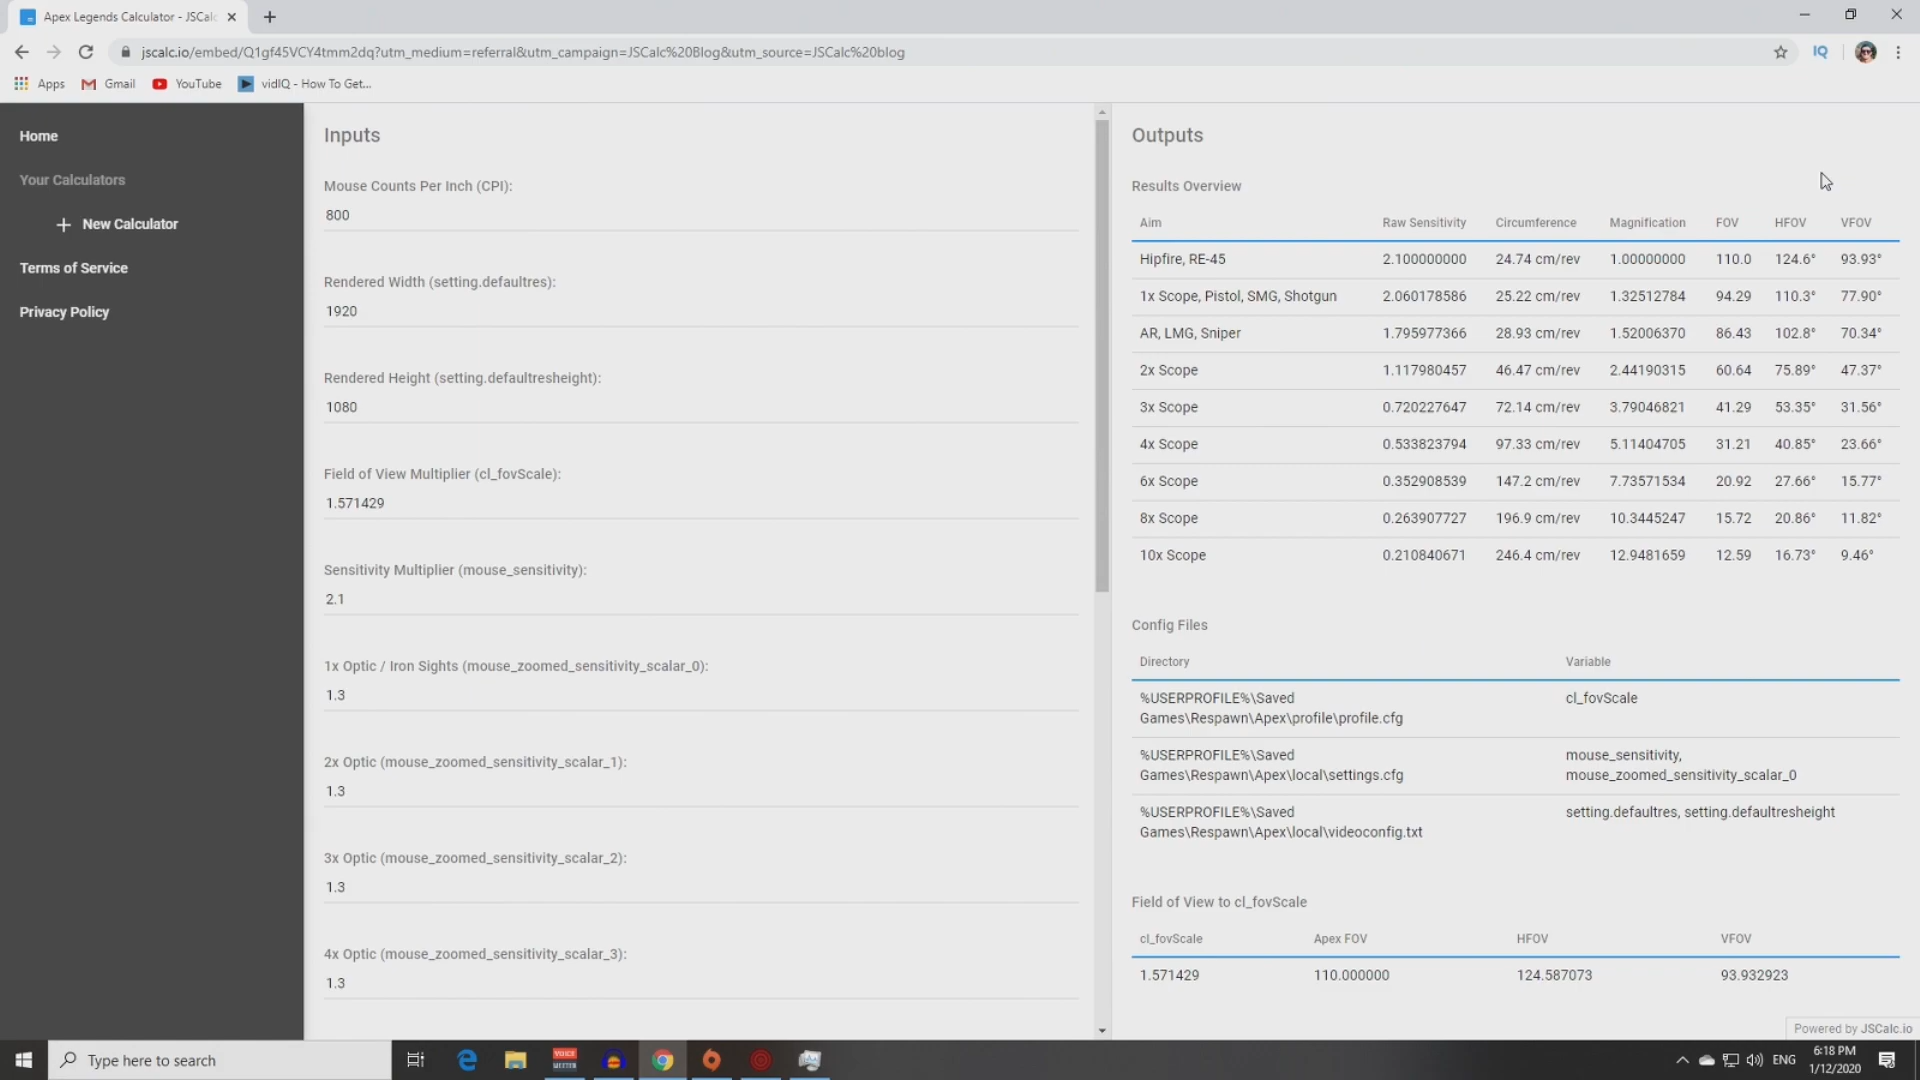 Apex Legends Calculator - JSCalc
jscalc.io/embed/Q1gf45VCY4tmm2dq?utm_medium=referral&utm_campaign=JSCalc%20Blog&utm_source=JSCalc%20blog
IQ
Apps Gmail YouTube vidIQ - How To Get...
Home
Your Calculators
New Calculator
Terms of Service
Privacy Policy
Inputs
Mouse Counts Per Inch (CPI):
800
Rendered Width (setting.defaultres):
1920
Rendered Height (setting.defaultresheight):
1080
Field of View Multiplier (cl_fovScale):
1.571429
Sensitivity Multiplier (mouse_sensitivity):
2.1
1x Optic / Iron Sights (mouse_zoomed_sensitivity_scalar_0):
1.3
2x Optic (mouse_zoomed_sensitivity_scalar_1):
1.3
3x Optic (mouse_zoomed_sensitivity_scalar_2):
1.3
4x Optic (mouse_zoomed_sensitivity_scalar_3):
1.3
Outputs
Results Overview
Aim Raw Sensitivity Circumference Magnification FOV HFOV VFOV
Hipfire, RE-45 2.100000000 24.74 cm/rev 1.00000000 110.0 124.6° 93.93°
1x Scope, Pistol, SMG, Shotgun 2.060178586 25.22 cm/rev 1.32512784 94.29 110.3° 77.90°
AR, LMG, Sniper 1.795977366 28.93 cm/rev 1.52006370 86.43 102.8° 70.34°
2x Scope 1.117980457 46.47 cm/rev 2.44190315 60.64 75.89° 47.37°
3x Scope 0.720227647 72.14 cm/rev 3.79046821 41.29 53.35° 31.56°
4x Scope 0.533823794 97.33 cm/rev 5.11404705 31.21 40.85° 23.66°
6x Scope 0.352908539 147.2 cm/rev 7.73571534 20.92 27.66° 15.77°
8x Scope 0.263907727 196.9 cm/rev 10.3445247 15.72 20.86° 11.82°
10x Scope 0.210840671 246.4 cm/rev 12.9481659 12.59 16.73° 9.46°
Config Files
Directory Variable
%USERPROFILE%\Saved cl_fovScale
Games\Respawn\Apex\profile\profile.cfg
%USERPROFILE%\Saved mouse_sensitivity,
Games\Respawn\Apex\local\settings.cfg mouse_zoomed_sensitivity_scalar_0
%USERPROFILE%\Saved setting.defaultres, setting.defaultresheight
Games\Respawn\Apex\local\videoconfig.txt
Field of View to cl_fovScale
cl_fovScale Apex FOV HFOV VFOV
1.571429 110.000000 124.587073 93.932923
Powered by JSCalc.io
Type here to search
VOICE
ENG
6:18 PM
1/12/2020